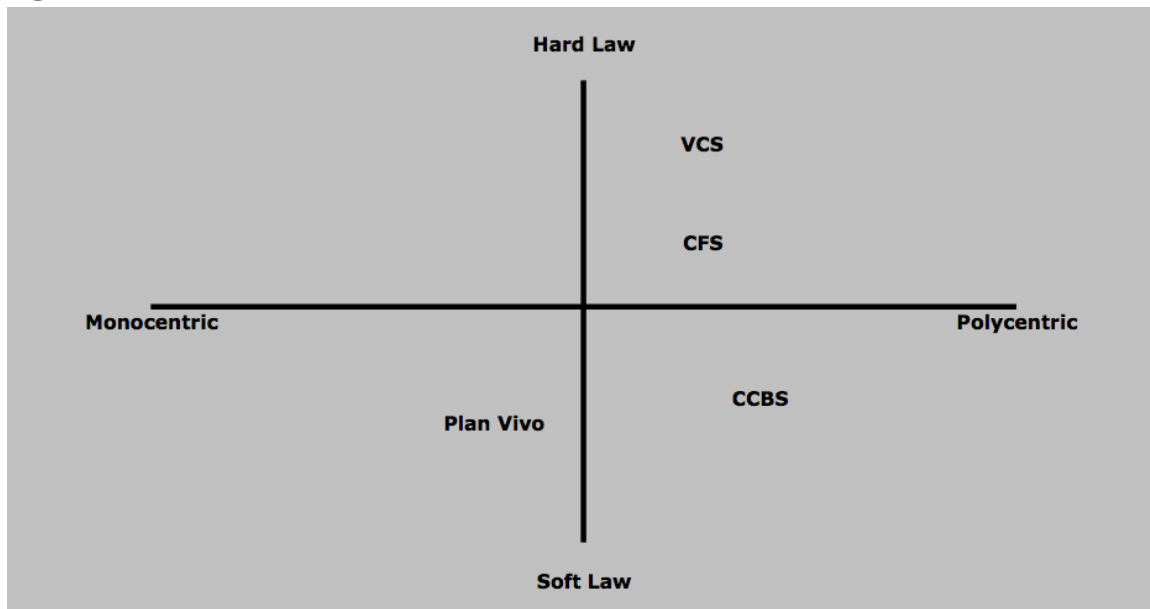 Hard Law
VCS
CFS
Monocentric
Polycentric
CCBS
Plan Vivo
Soft Law